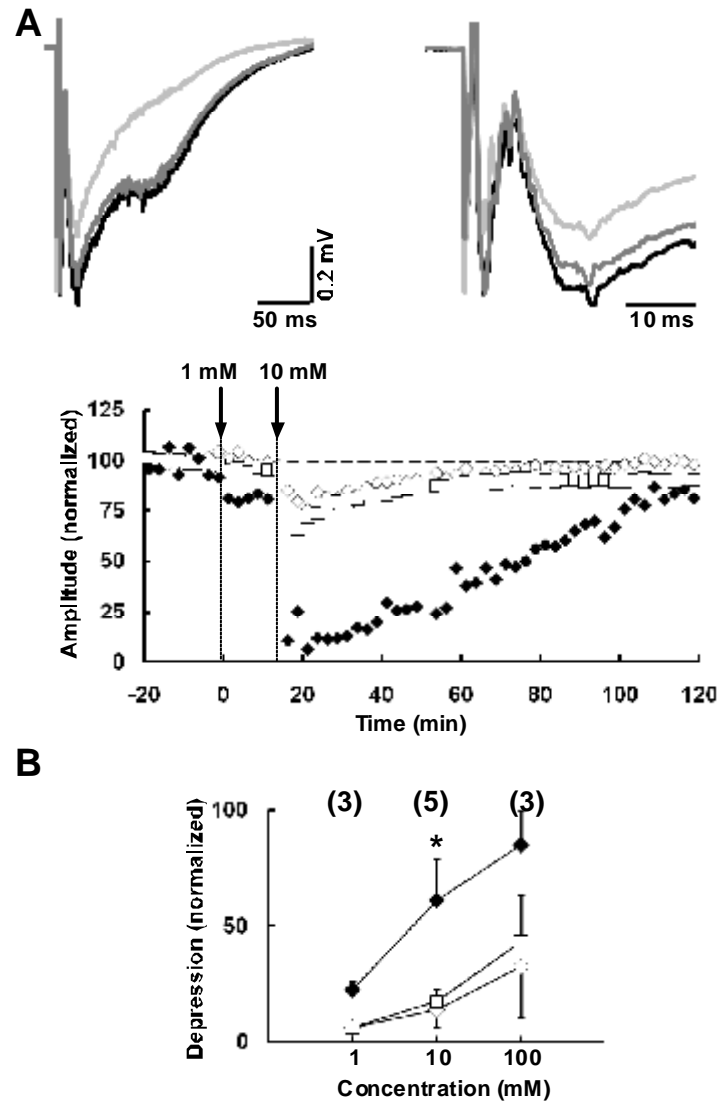 A
0.2 mV
50 ms
10 ms
1 mM
10 mM
Amplitude (normalized)
125
100
75
50
25
0
-20
0
20
40
60
80
100
120
Time (min)
B
Depression (normalized)
(3)
(5)
(3)
*
100
50
0
1
10
100
Concentration (mM)